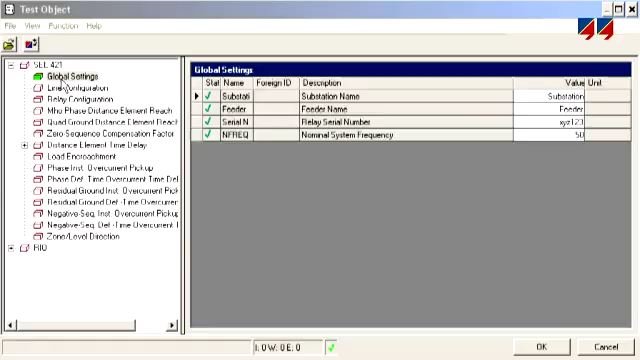 Test Object
File View Function Help
SEL 421
Global Settings
Line Configuration
Relay Configuration
Mho Phase Distance Element Reach
Quad Ground Distance Element Reach
Zero-Sequence Compensation Factor
Distance Element Time Delay
Load Encroachment
Phase Inst. Overcurrent Pickup
Phase Def.-Time Overcurrent Time Del
Residual Ground Inst. Overcurrent Pick
Residual Ground Def.-Time Overcurren
Negative-Seq. Inst. Overcurrent Pickup
Negative-Seq. Def.-Time Overcurrent T
Zone/Level Direction
RIO
Global Settings
Stat Name Foreign ID Description Value Unit
Substati Substation Name Substation
Feeder Feeder Name Feeder
Serial N Relay Serial Number xyz123
NFREQ Nominal System Frequency 50
I: 0 W: 0 E: 0
OK
Cancel